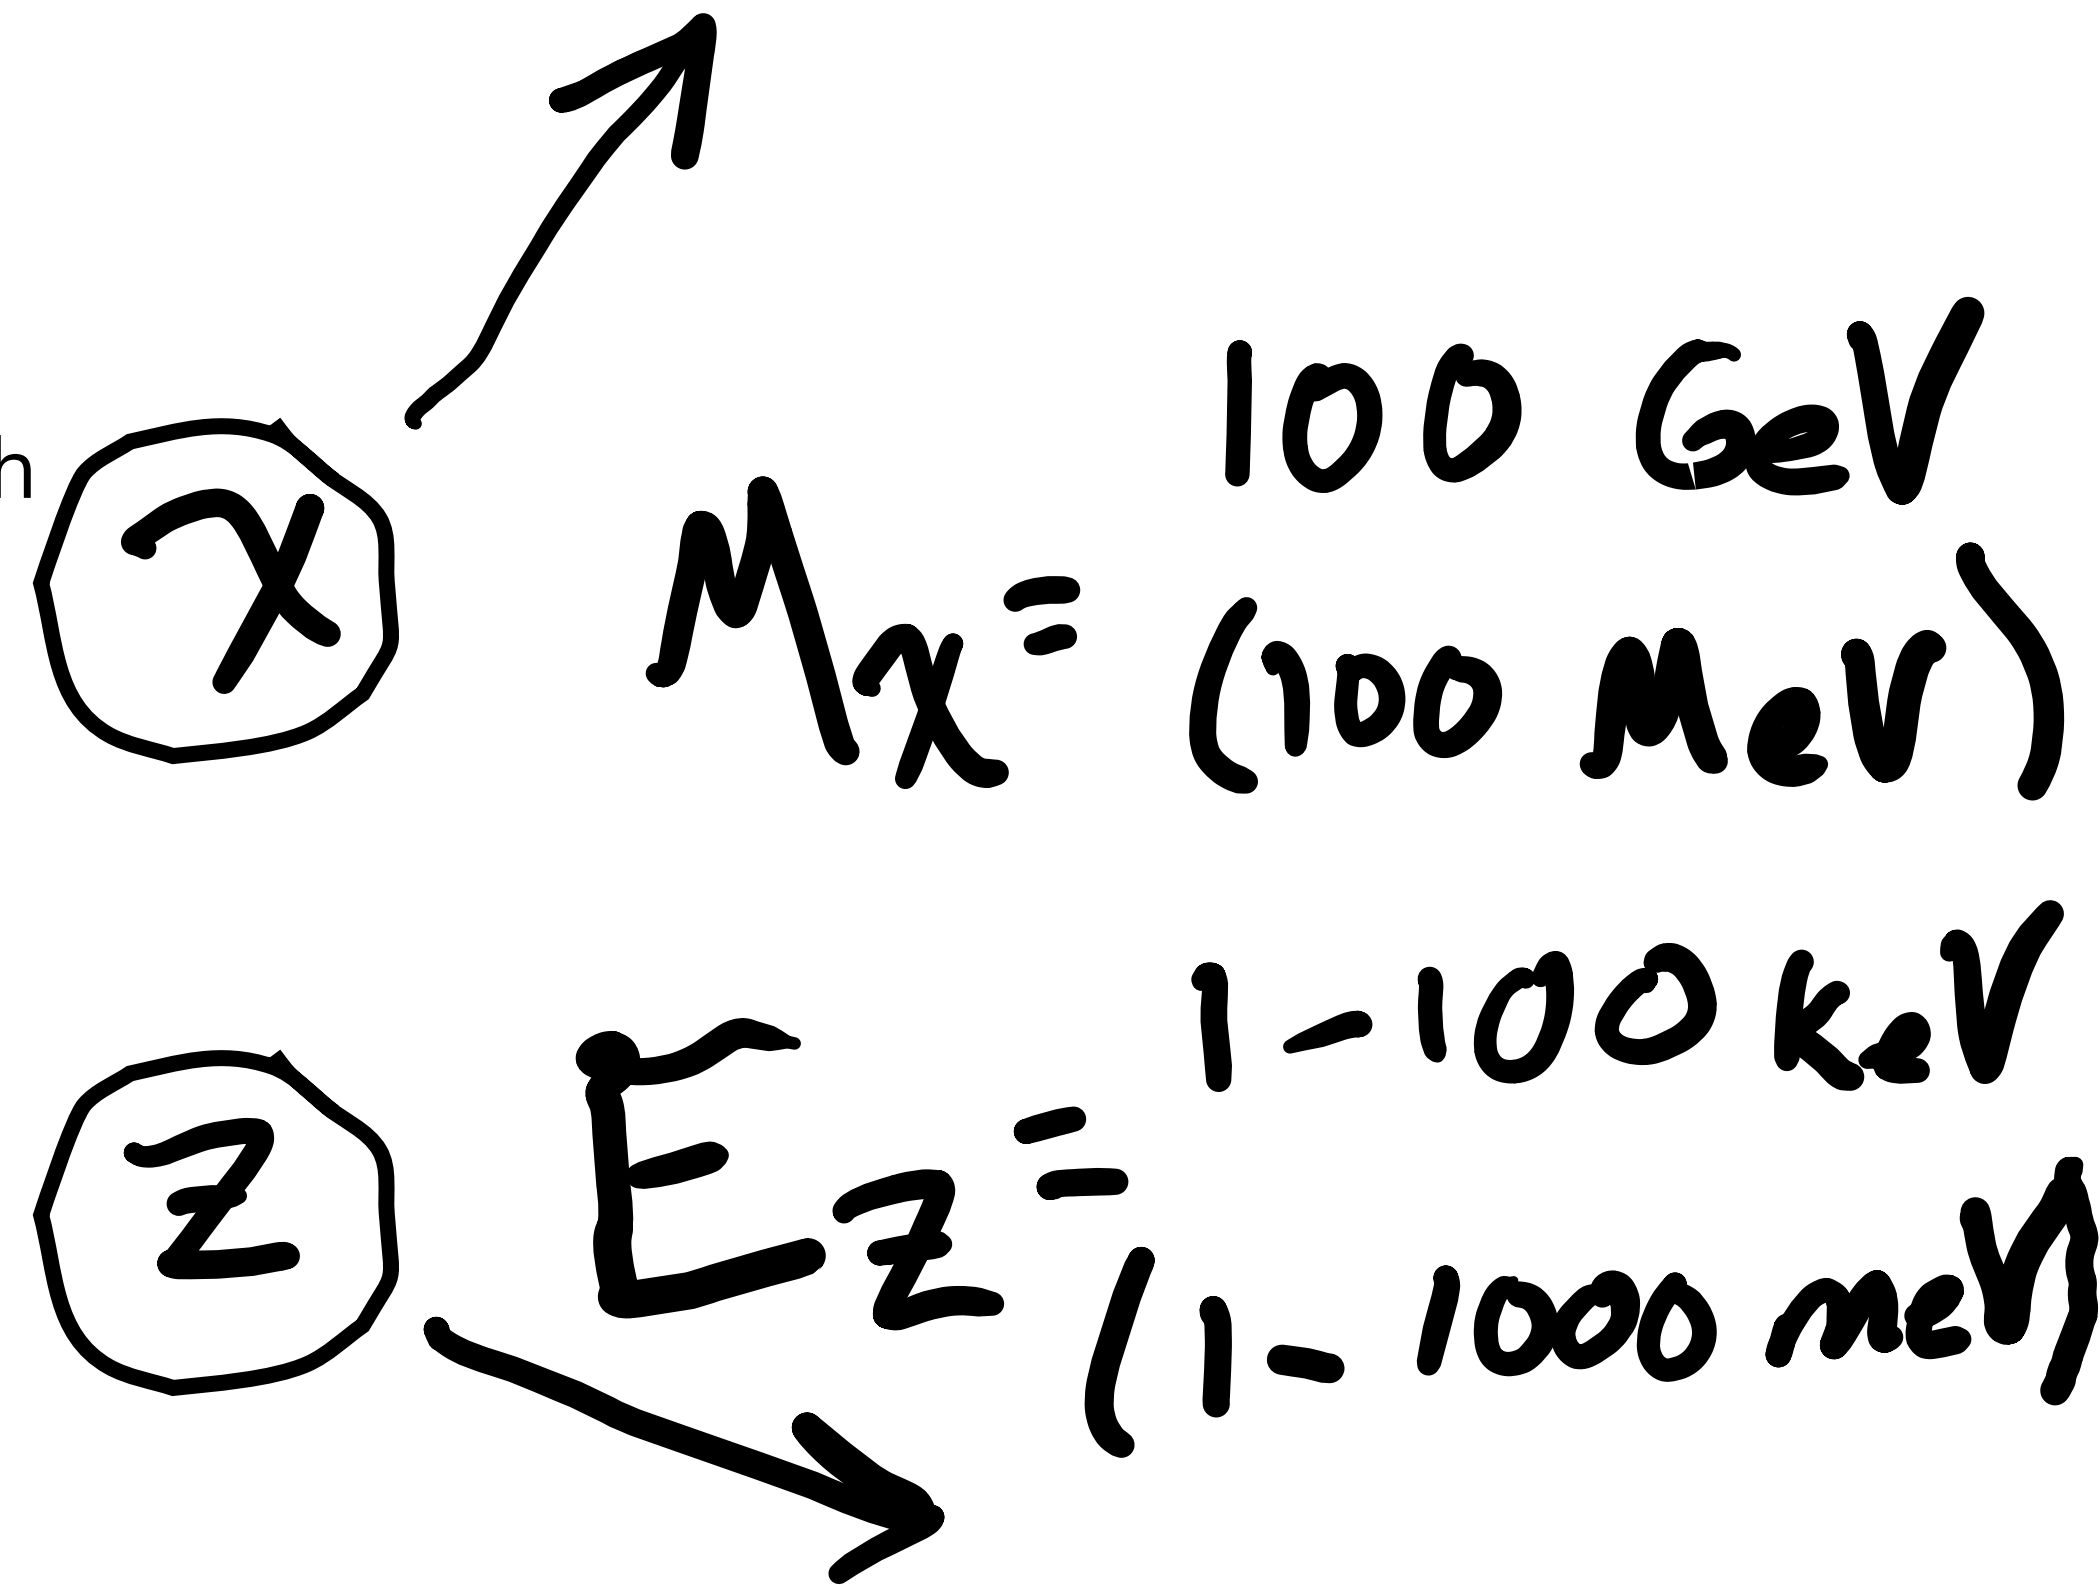 100 GeV
h
χ
Mχ =
(100 MeV)
1 - 100 keV
Z
EZ =
(1 - 1000 meV)